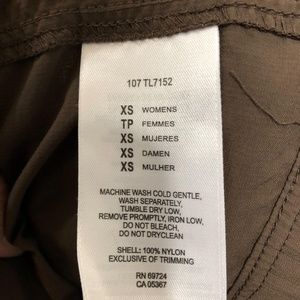 107 TL7152
XS WOMENS
TP FEMMES
XS MUJERES
XS DAMEN
XS MULHER
MACHINE WASH COLD GENTLE,
WASH SEPARATELY,
TUMBLE DRY LOW,
REMOVE PROMPTLY, IRON LOW,
DO NOT BLEACH,
DO NOT DRYCLEAN
SHELL: 100% NYLON
EXCLUSIVE OF TRIMMING
RN 69724
CA 05367